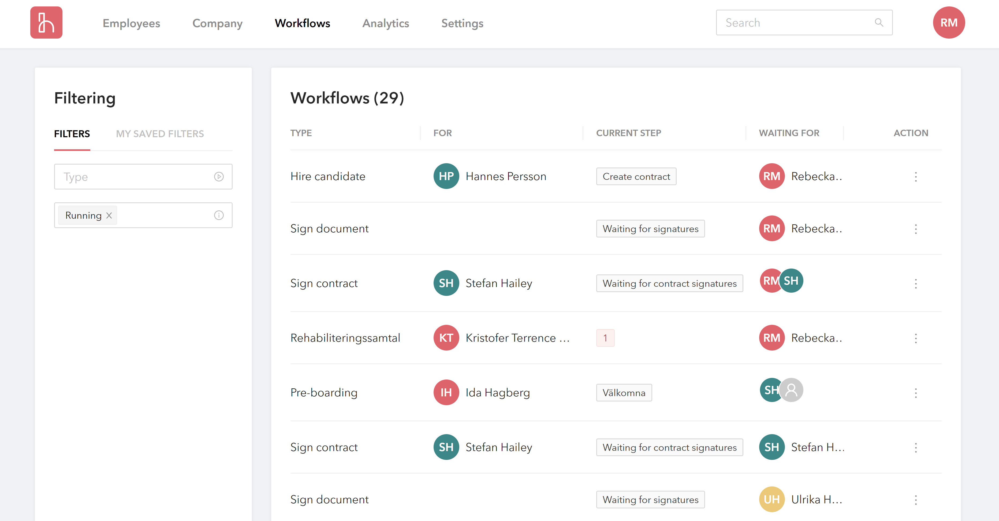 Employees Company Workflows Analytics Settings Search RM
Filtering
FILTERS MY SAVED FILTERS
Type
Running X
Workflows (29)
TYPE FOR CURRENT STEP WAITING FOR ACTION
Hire candidate HP Hannes Persson Create contract RM Rebecka..
Sign document Waiting for signatures RM Rebecka..
Sign contract SH Stefan Hailey Waiting for contract signatures RM SH
Rehabiliteringssamtal KT Kristofer Terrence ... 1 RM Rebecka..
Pre-boarding IH Ida Hagberg Välkomna SH
Sign contract SH Stefan Hailey Waiting for contract signatures SH Stefan H...
Sign document Waiting for signatures UH Ulrika H...